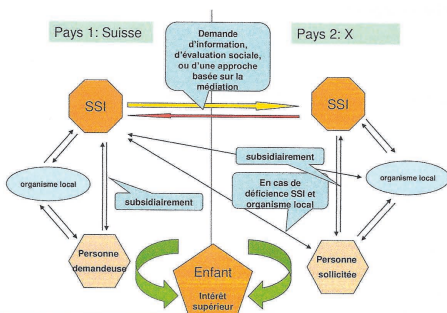 Pays 1: Suisse
Pays 2: X
Demande
d'information,
d'évaluation sociale,
ou d'une approche
basée sur la
médiation
SSI
SSI
organisme local
subsidiairement
subsidiairement
organisme local
En cas de
déficience SSI et
organisme local
Personne
demandeuse
Enfant
Intérêt
supérieur
Personne
sollicitée